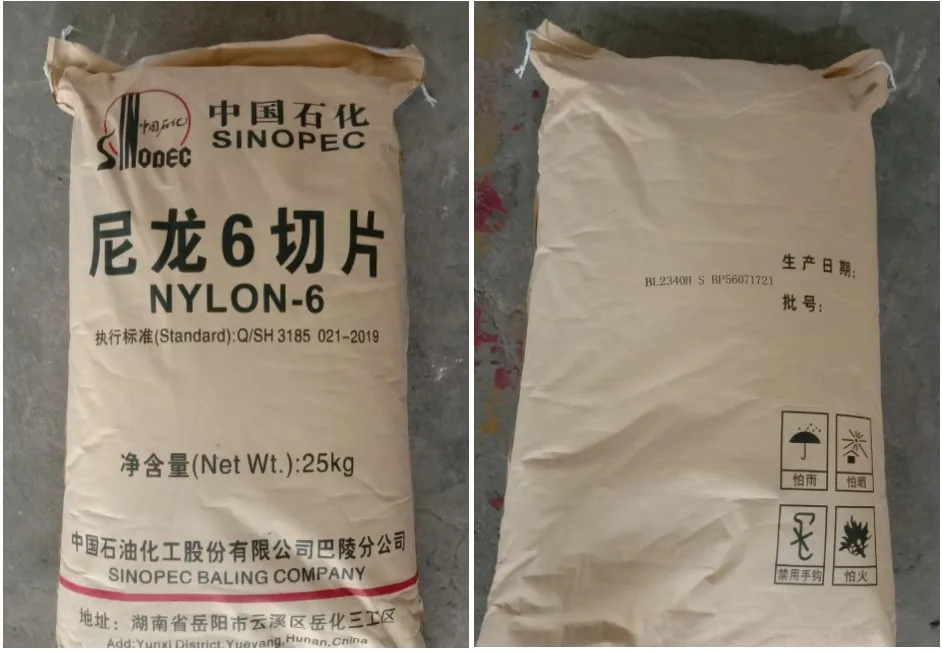 中国石化
SINOPEC
中国石化
SINOPEC
尼龙6切片
NYLON-6
执行标准(Standard):Q/SH 3185 021-2019
净含量(Net Wt.):25kg
中国石油化工股份有限公司巴陵分公司
SINOPEC BALING COMPANY
地址：湖南省岳阳市云溪区岳化三工区
Add:Yunxi District,Yueyang,Hunan,China
生产日期:
BL2340H S BP56071721
批号:
怕雨
怕晒
禁用手钩
怕火